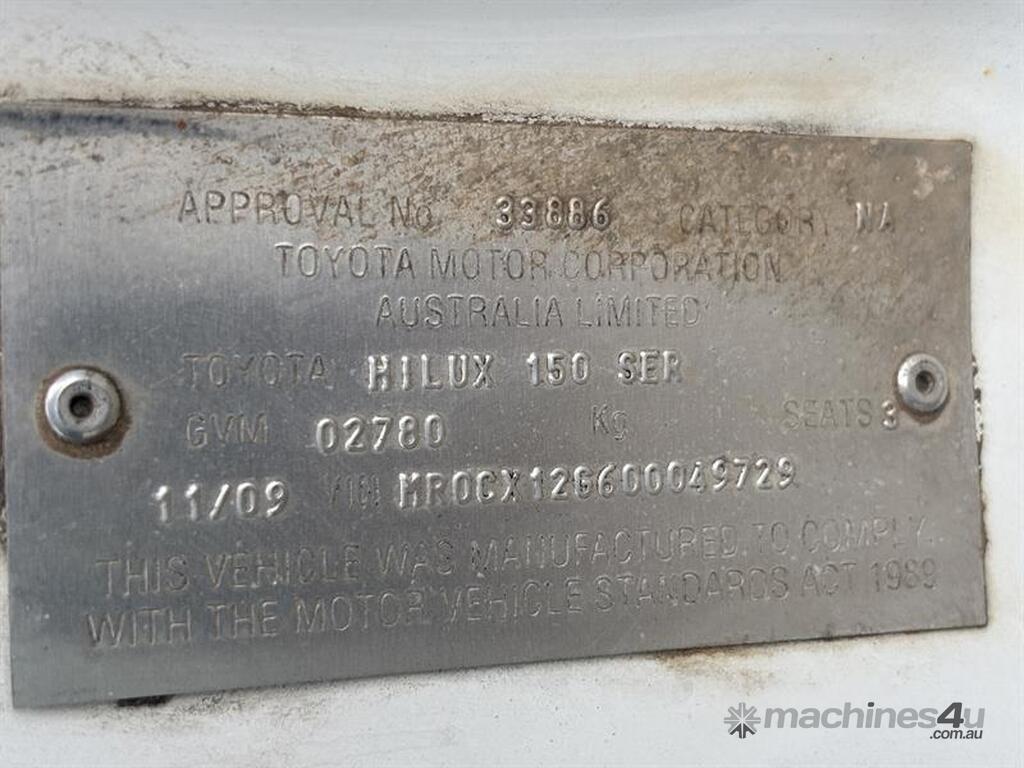 APPROVAL No 33886 CATEGORY NA
TOYOTA MOTOR CORPORATION
AUSTRALIA LIMITED
TOYOTA HILUX 150 SER
GVM 02780 Kg SEATS 3
11/09 VIN MR0CX12G600049729
THIS VEHICLE WAS MANUFACTURED TO COMPLY
WITH THE MOTOR VEHICLE STANDARDS ACT 1989
machines4u
.com.au